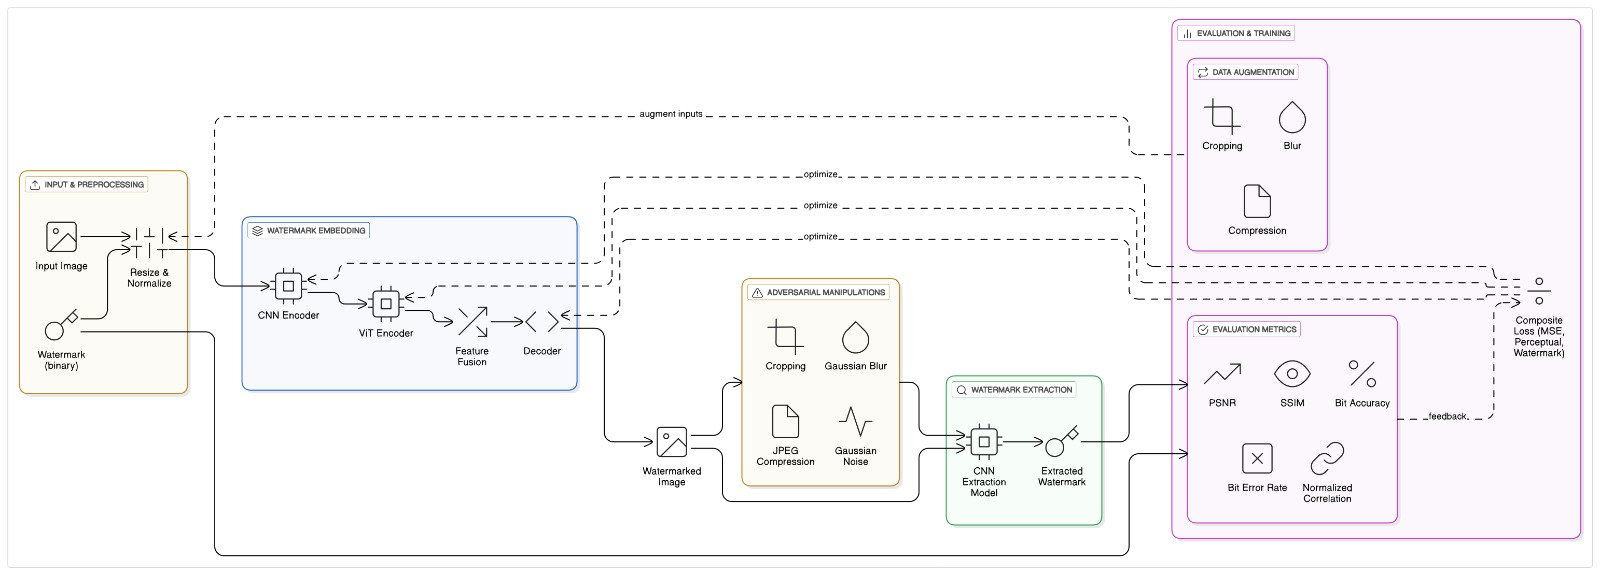 EVALUATION & TRAINING
DATA AUGMENTATION
Cropping
Blur
Compression
augment inputs
optimize
optimize
optimize
INPUT & PREPROCESSING
Input Image
Resize &
Normalize
Watermark
(binary)
WATERMARK EMBEDDING
CNN Encoder
ViT Encoder
Feature
Fusion
Decoder
Watermarked
Image
ADVERSARIAL MANIPULATIONS
Cropping
Gaussian Blur
JPEG
Compression
Gaussian
Noise
WATERMARK EXTRACTION
CNN
Extraction
Model
Extracted
Watermark
EVALUATION METRICS
PSNR
SSIM
Bit Accuracy
Bit Error Rate
Normalized
Correlation
feedback
Composite
Loss (MSE,
Perceptual,
Watermark)